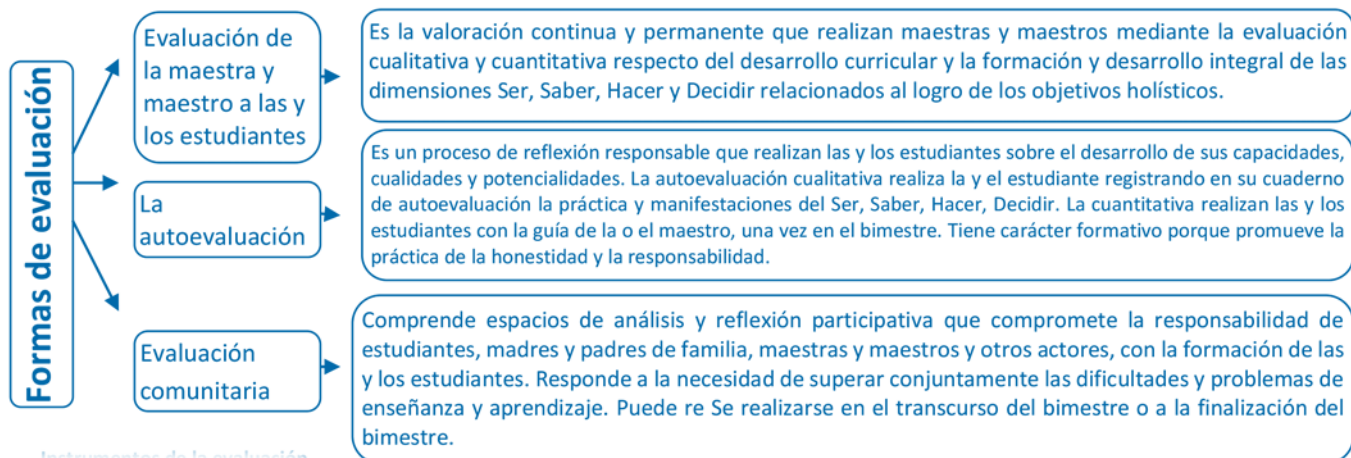 Formas de evaluación
Evaluación de
la maestra y
maestro a las y
los estudiantes
Es la valoración continua y permanente que realizan maestras y maestros mediante la evaluación
cualitativa y cuantitativa respecto del desarrollo curricular y la formación y desarrollo integral de las
dimensiones Ser, Saber, Hacer y Decidir relacionados al logro de los objetivos holísticos.
La
autoevaluación
Es un proceso de reflexión responsable que realizan las y los estudiantes sobre el desarrollo de sus capacidades,
cualidades y potencialidades. La autoevaluación cualitativa realiza la y el estudiante registrando en su cuaderno
de autoevaluación la práctica y manifestaciones del Ser, Saber, Hacer, Decidir. La cuantitativa realizan las y los
estudiantes con la guía de la o el maestro, una vez en el bimestre. Tiene carácter formativo porque promueve la
práctica de la honestidad y la responsabilidad.
Evaluación
comunitaria
Comprende espacios de análisis y reflexión participativa que compromete la responsabilidad de
estudiantes, madres y padres de familia, maestras y maestros y otros actores, con la formación de las
y los estudiantes. Responde a la necesidad de superar conjuntamente las dificultades y problemas de
enseñanza y aprendizaje. Puede re Se realizarse en el transcurso del bimestre o a la finalización del
bimestre.
Instrumentos de la evaluación